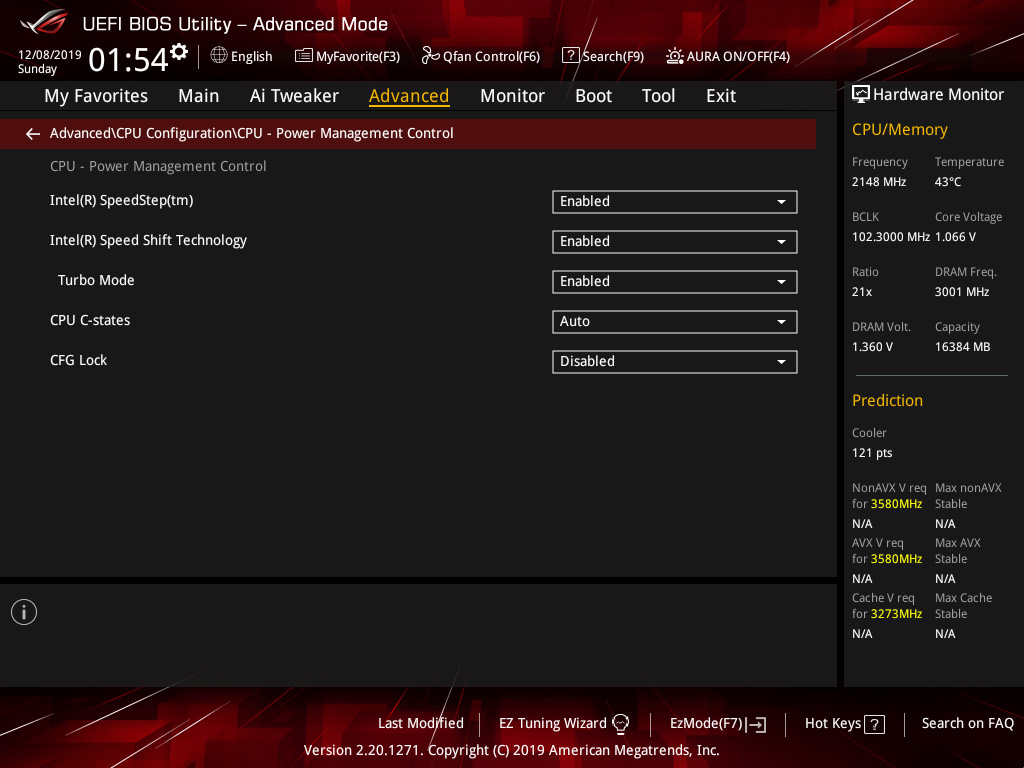 UEFI BIOS Utility – Advanced Mode
12/08/2019
Sunday
01:54
English
MyFavorite(F3)
Qfan Control(F6)
? Search(F9)
AURA ON/OFF(F4)
My Favorites Main Ai Tweaker Advanced Monitor Boot Tool Exit
Advanced\CPU Configuration\CPU - Power Management Control
CPU - Power Management Control
Intel(R) SpeedStep(tm) Enabled
Intel(R) Speed Shift Technology Enabled
Turbo Mode Enabled
CPU C-states Auto
CFG Lock Disabled
Hardware Monitor
CPU/Memory
Frequency Temperature
2148 MHz 43°C
BCLK Core Voltage
102.3000 MHz 1.066 V
Ratio DRAM Freq.
21x 3001 MHz
DRAM Volt. Capacity
1.360 V 16384 MB
Prediction
Cooler
121 pts
NonAVX V req Max nonAVX
for 3580MHz Stable
N/A N/A
AVX V req Max AVX
for 3580MHz Stable
N/A N/A
Cache V req Max Cache
for 3273MHz Stable
N/A N/A
i
Last Modified
EZ Tuning Wizard
EzMode(F7)
Hot Keys ?
Search on FAQ
Version 2.20.1271. Copyright (C) 2019 American Megatrends, Inc.